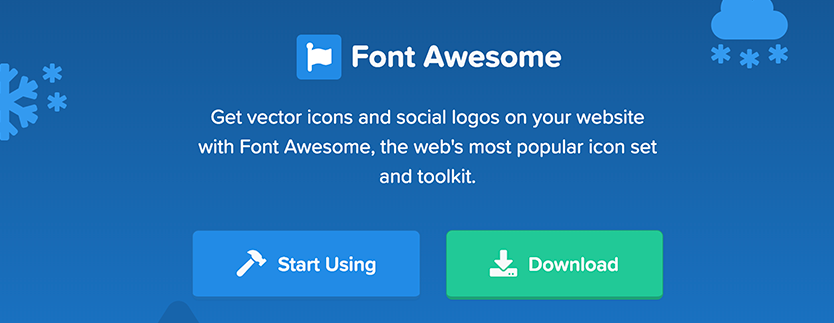 Font Awesome
Get vector icons and social logos on your website
with Font Awesome, the web's most popular icon set
and toolkit.
Start Using
Download